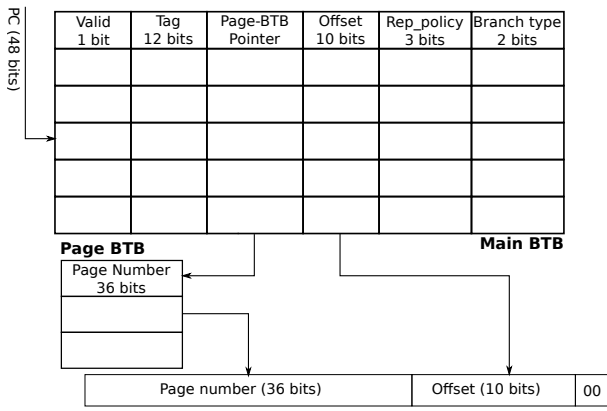 PC (48 bits)
Valid
1 bit
Tag
12 bits
Page-BTB
Pointer
Offset
10 bits
Rep_policy
3 bits
Branch type
2 bits
Page BTB
Main BTB
Page Number
36 bits
Page number (36 bits)
Offset (10 bits)
00